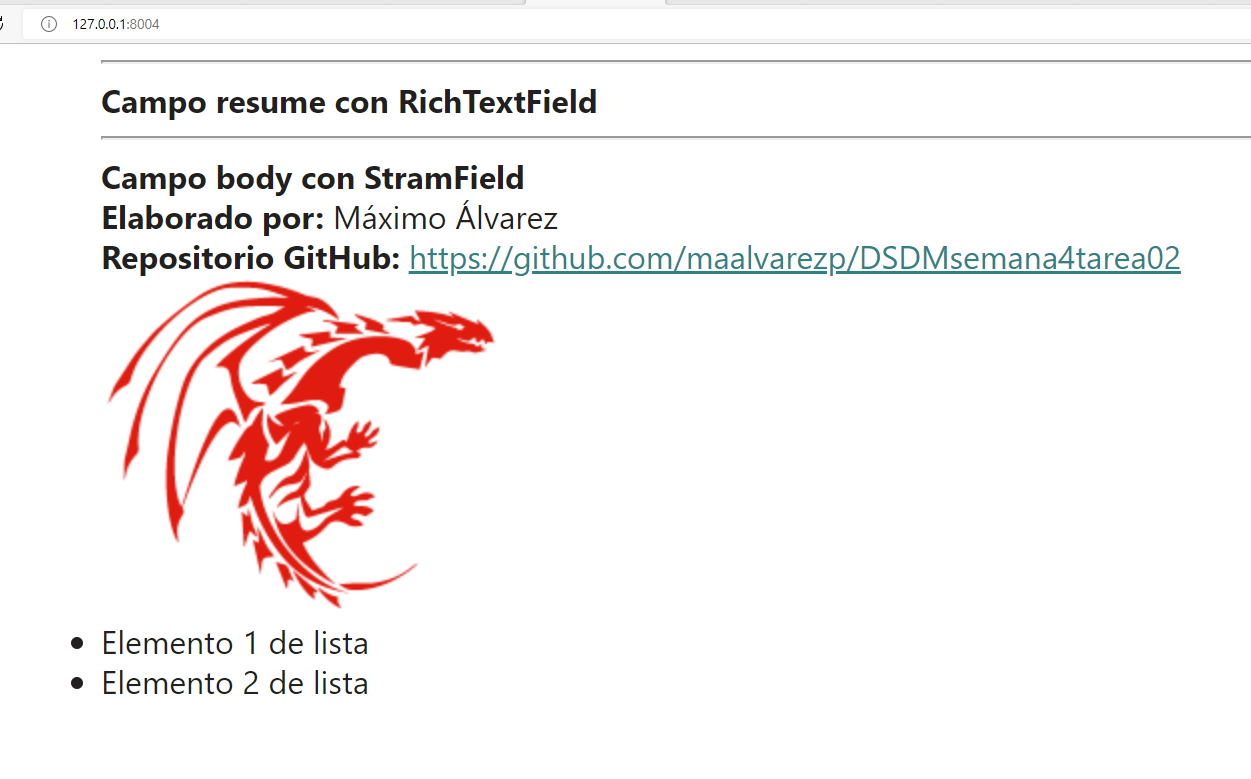 127.0.0.1:8004
Campo resume con RichTextField
Campo body con StramField
Elaborado por: Máximo Álvarez
Repositorio GitHub: https://github.com/maalvarezp/DSDMsemana4tarea02
Elemento 1 de lista
Elemento 2 de lista